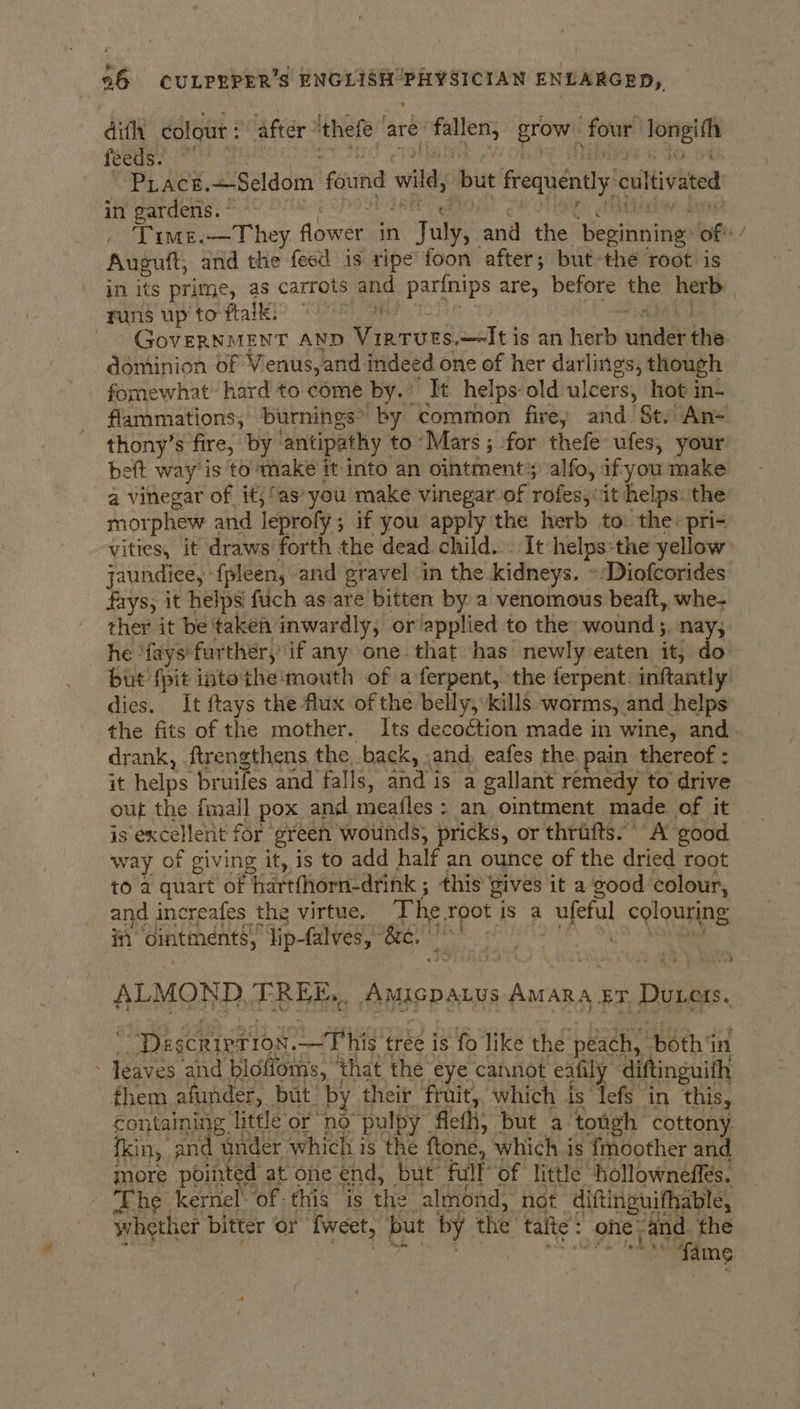 26 CULPEPER'S ENGLISH PHYSICIAN ENLARGED,
diſh colour: after theſe are fallen, grow four longiſh
ſeeds.
PLACE.—Seldom found wild, but frequently cultivated
in gardens.
TIME.—They flower in July, and the beginning of
Auguſt, and the ſeed is ripe ſoon after; but the root is
in its prime, as carrots and parſnips are, before the herb
runs up to ſtalk.
GOVERNMENT AND VIRTUES.—It is an herb under the
dominion of Venus, and indeed one of her darlings, though
ſomewhat hard to come by. It helps old ulcers, hot in-
flammations, burnings by common fire, and St. An-
thony's fire, by antipathy to Mars; for theſe uſes, your
beſt way is to make it into an ointment; alſo, if you make
a vinegar of it, as you make vinegar of roſes, it helps the
morphew and leproſy; if you apply the herb to the pri-
vities, it draws forth the dead child. It helps the yellow
jaundice, ſpleen, and gravel in the kidneys. Dioſcorides
ſays, it helps ſuch as are bitten by a venomous beaſt, whe-
ther it be taken inwardly, or applied to the wound; nay,
he ſays further, if any one that has newly eaten it, do
but ſpit into the mouth of a ſerpent, the ſerpent inſtantly
dies. It ſtays the flux of the belly, kills worms, and helps
the fits of the mother. Its decoction made in wine, and
drank, ſtrengthens the back, and eaſes the pain thereof:
it helps bruiſes and falls, and is a gallant remedy to drive
out the ſmall pox and meaſles: an ointment made of it
is excellent for green wounds, pricks, or thruſts. A good
way of giving it, is to add half an ounce of the dried root
to a quart of hartſhorn-drink; this gives it a good colour,
and increaſes the virtue. The root is a uſeful colouring
in ointments, lip-ſalves, &c.
ALMOND TREE. AMIGDALUS AMARA ET DULCIS.
DESCRIPTION.—This tree is ſo like the peach, both in
leaves and bloſſoms, that the eye cannot eaſily diſtinguiſh
them aſunder, but by their fruit, which is leſs in this,
containing little or no pulpy fleſh, but a tough cottony
ſkin, and under which is the ſtone, which is ſmoother and
more pointed at one end, but full of little hollowneſſes.
The kernel of this is the almond, not diſtinguiſhable,
whether bitter or ſweet, but by the taſte: one and the
ſame